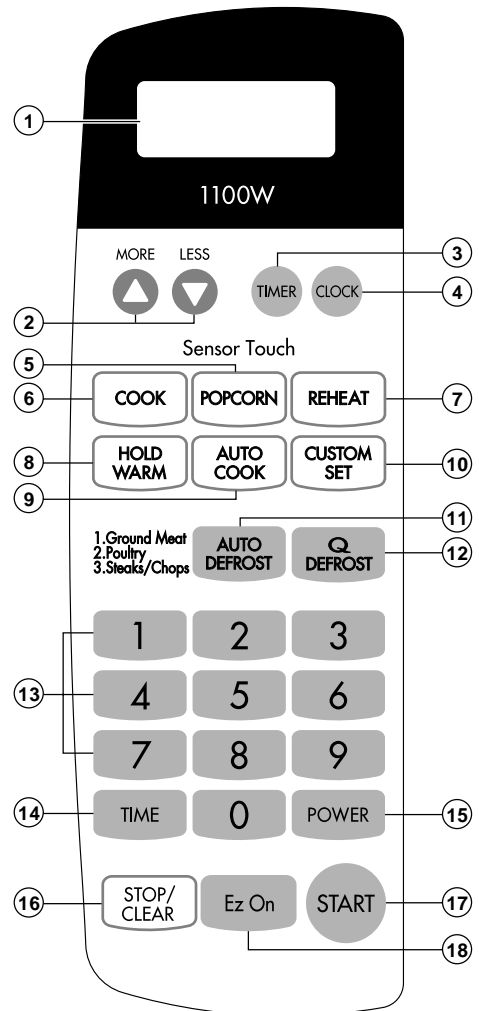 1
1100W
MORE LESS
3
TIMER CLOCK
4
2
Sensor Touch
5
6
COOK
POPCORN
REHEAT
7
8
HOLD
WARM
AUTO
COOK
CUSTOM
SET
10
9
11
1.Ground Meat
2.Poultry
3.Steaks/Chops
AUTO
DEFROST
Q
DEFROST
12
1 2 3
13
4 5 6
7 8 9
14
TIME
0
POWER
15
16
STOP/
CLEAR
Ez On
START
17
18